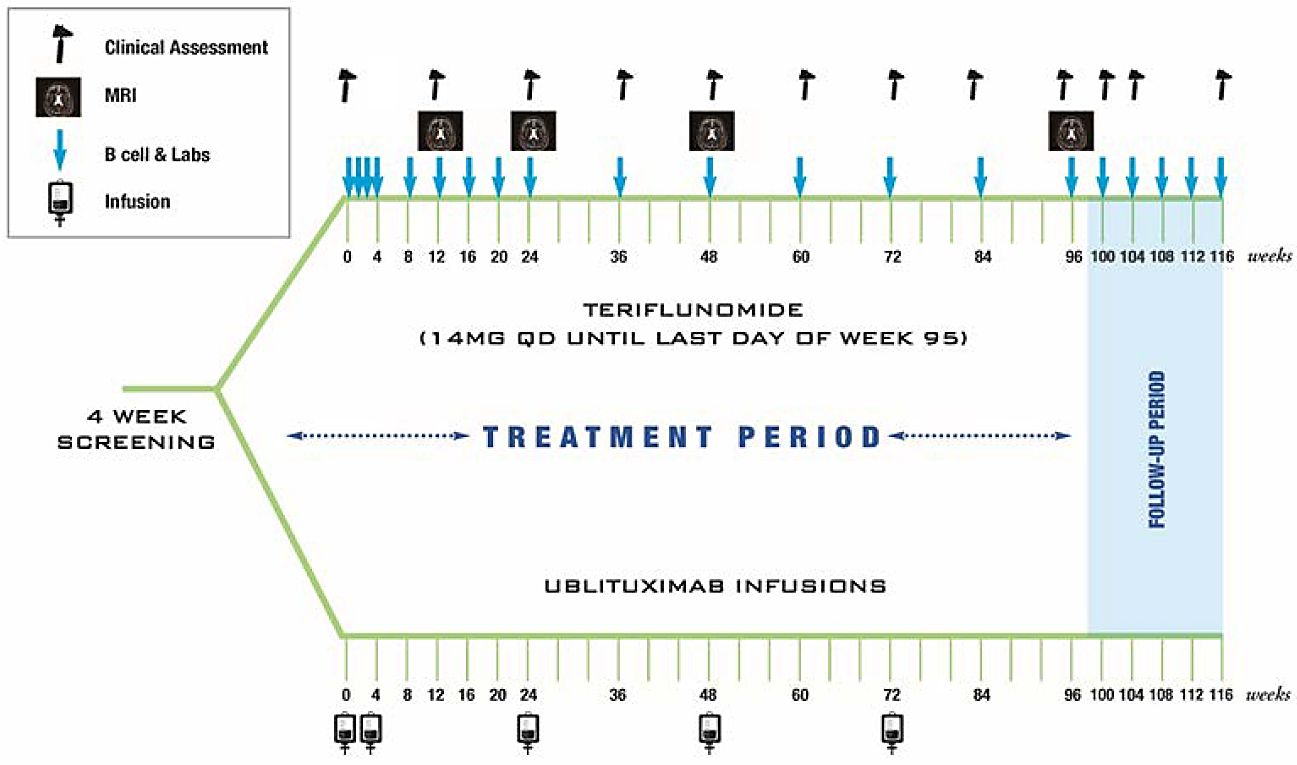 Clinical Assessment
MRI
B cell & Labs
Infusion
0 4 8 12 16 20 24 36 48 60 72 84 96 100 104 108 112 116 weeks
TERIFLUNOMIDE
(14MG QD UNTIL LAST DAY OF WEEK 95)
4 WEEK
SCREENING
TREATMENT PERIOD
FOLLOW-UP PERIOD
UBLITUXIMAB INFUSIONS
0 4 8 12 16 20 24 36 48 60 72 84 96 100 104 108 112 116 weeks